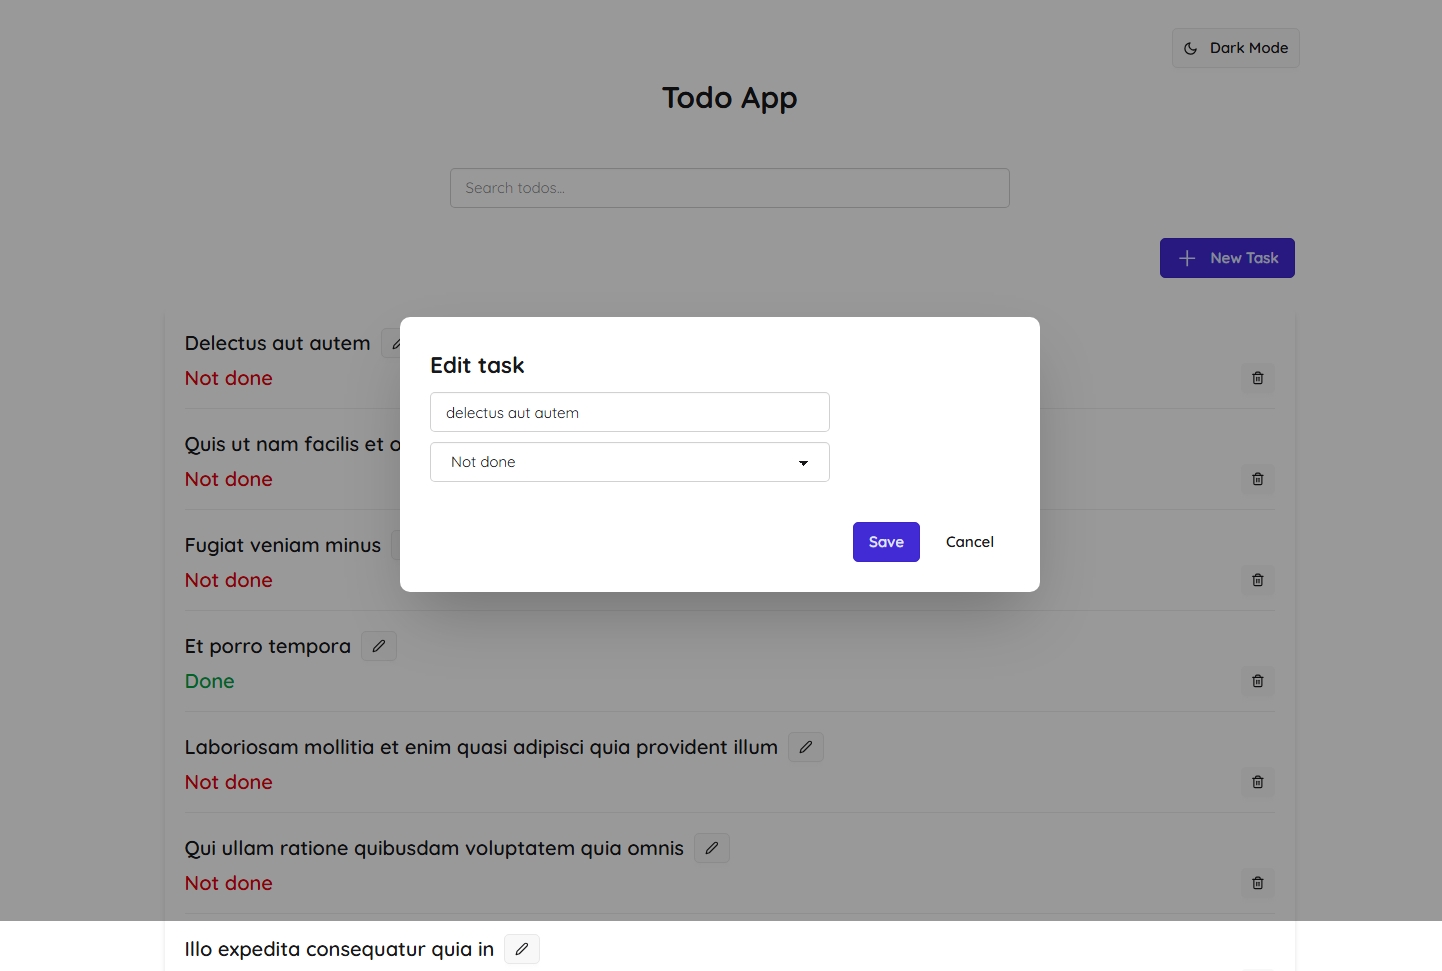 Dark Mode
Todo App
Search todos...
New Task
Delectus aut autem
Not done
Edit task
delectus aut autem
Not done
Save
Cancel
Quis ut nam facilis et
Not done
Fugiat veniam minus
Not done
Et porro tempora
Done
Laboriosam mollitia et enim quasi adipisci quia provident illum
Not done
Qui ullam ratione quibusdam voluptatem quia omnis
Not done
Illo expedita consequatur quia in